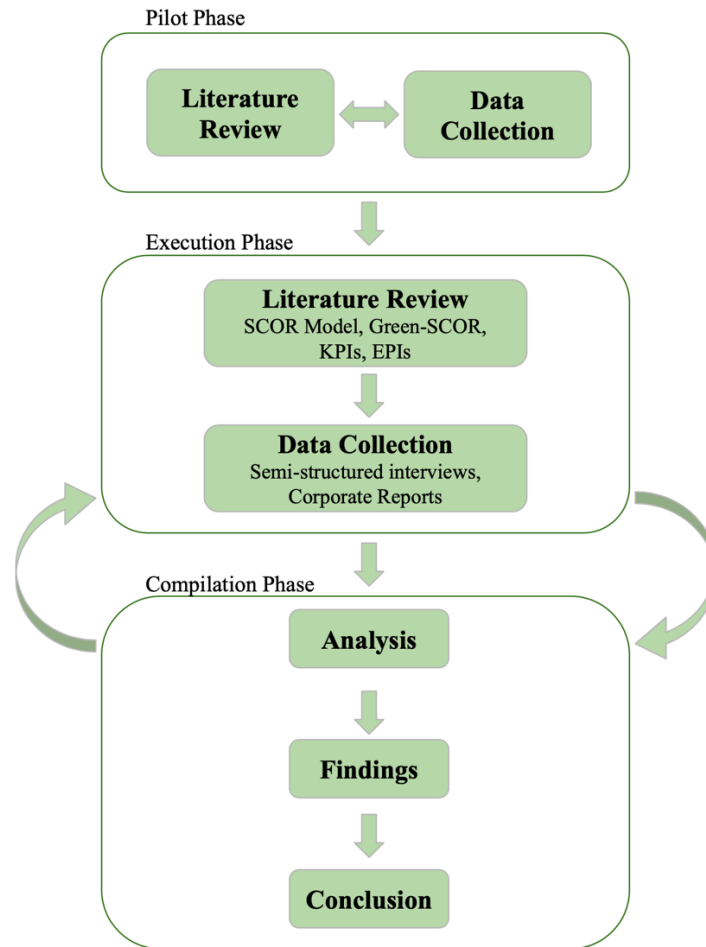 Pilot Phase
Literature
Review
Data
Collection
Execution Phase
Literature Review
SCOR Model, Green-SCOR,
KPIs, EPIs
Data Collection
Semi-structured interviews,
Corporate Reports
Compilation Phase
Analysis
Findings
Conclusion